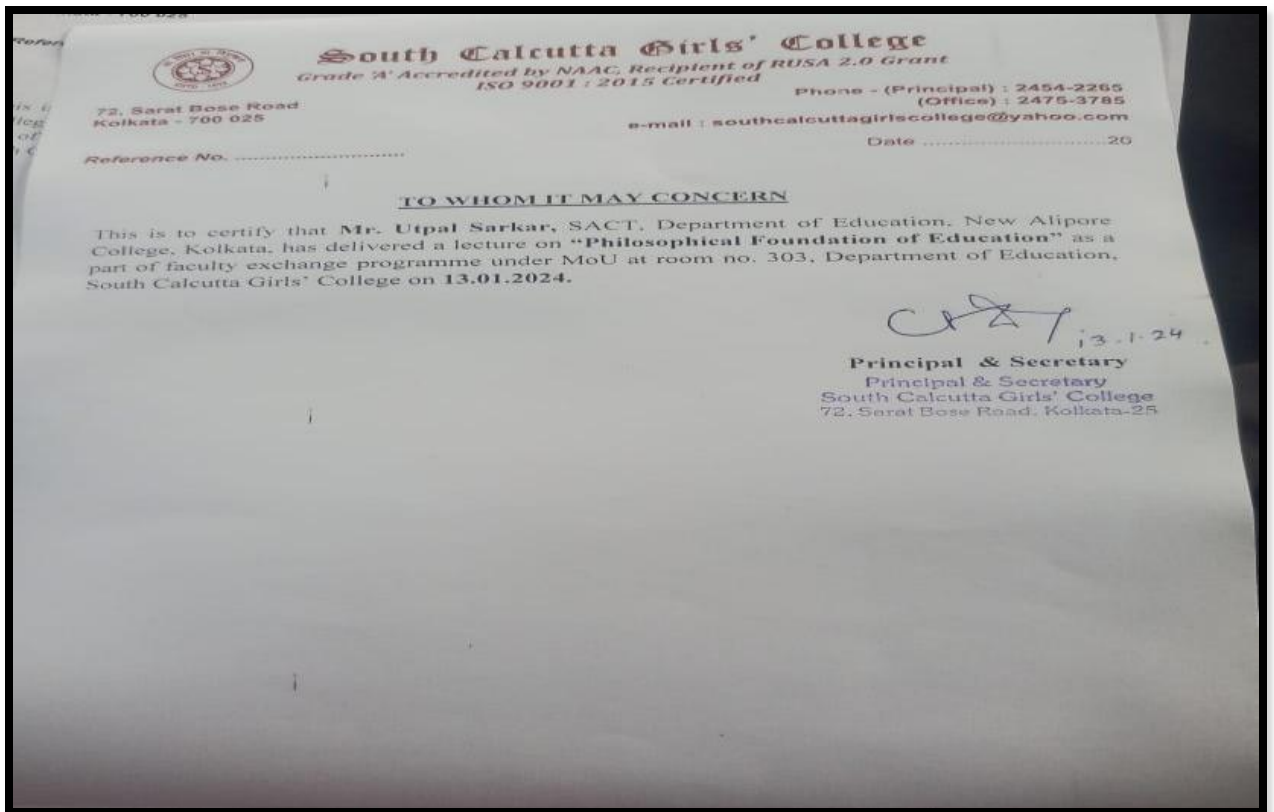 700 025
South Calcutta Girls' College
Grade 'A' Accredited by NAAC, Recipient of RUSA 2.0 Grant
ISO 9001 : 2015 Certified
72, Sarat Bose Road
Kolkata - 700 025
Phone - (Principal) : 2454-2265
(Office) : 2475-3785
e-mail : southcalcuttagirlscollege@yahoo.com
Reference No. ............................
Date ............................20
TO WHOM IT MAY CONCERN
This is to certify that Mr. Utpal Sarkar, SACT, Department of Education, New Alipore
College, Kolkata, has delivered a lecture on “Philosophical Foundation of Education” as a
part of faculty exchange programme under MoU at room no. 303, Department of Education,
South Calcutta Girls' College on 13.01.2024.
13.1.24
Principal & Secretary
Principal & Secretary
South Calcutta Girls' College
72, Sarat Bose Road, Kolkata-25